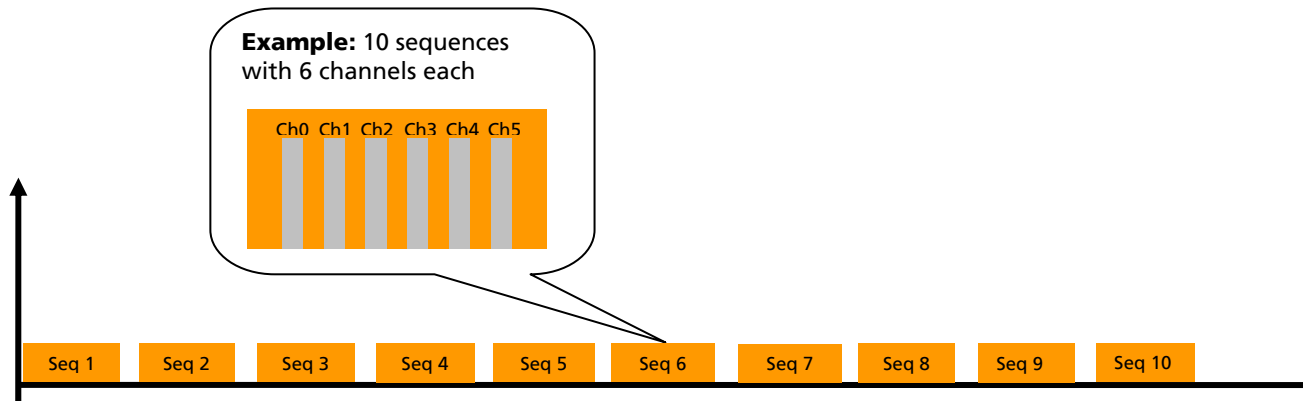 Example: 10 sequences
with 6 channels each
Ch0 Ch1 Ch2 Ch3 Ch4 Ch5
Seq 1 Seq 2 Seq 3 Seq 4 Seq 5 Seq 6 Seq 7 Seq 8 Seq 9 Seq 10